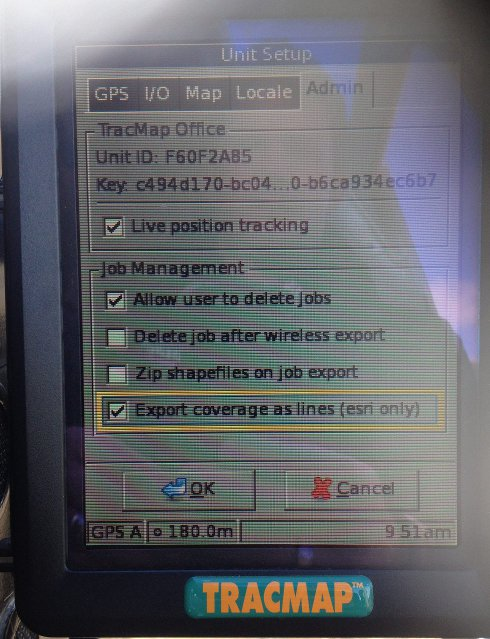 Unit Setup
GPS I/O Map Locale Admin
TracMap Office
Unit ID: F60F2A85
Key: c494d170-bc04...0-b6ca934ec6b7
Live position tracking
Job Management
Allow user to delete jobs
Delete job after wireless export
Zip shapefiles on job export
Export coverage as lines (esri only)
OK Cancel
GPS A 180.0m 9 51am
TRACMAP™